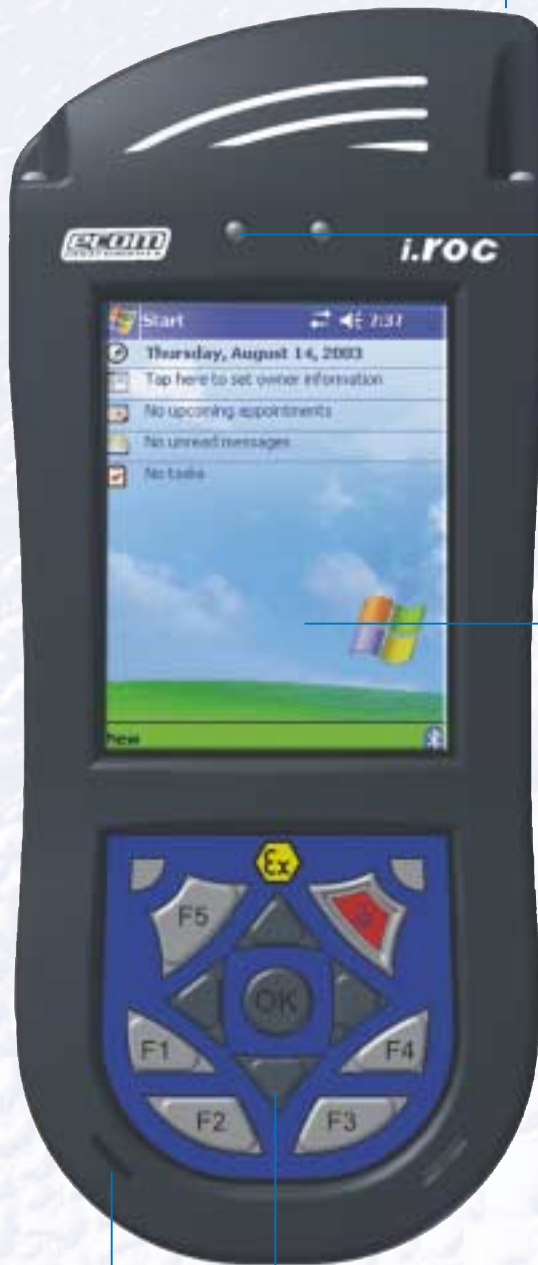 ecom
INSTRUMENTS
i.roc
Start 7:37
Thursday, August 14, 2003
Tap here to set owner information
No upcoming appointments
No unread messages
No tasks
New
Ex
F5
OK
F1 F4
F2 F3